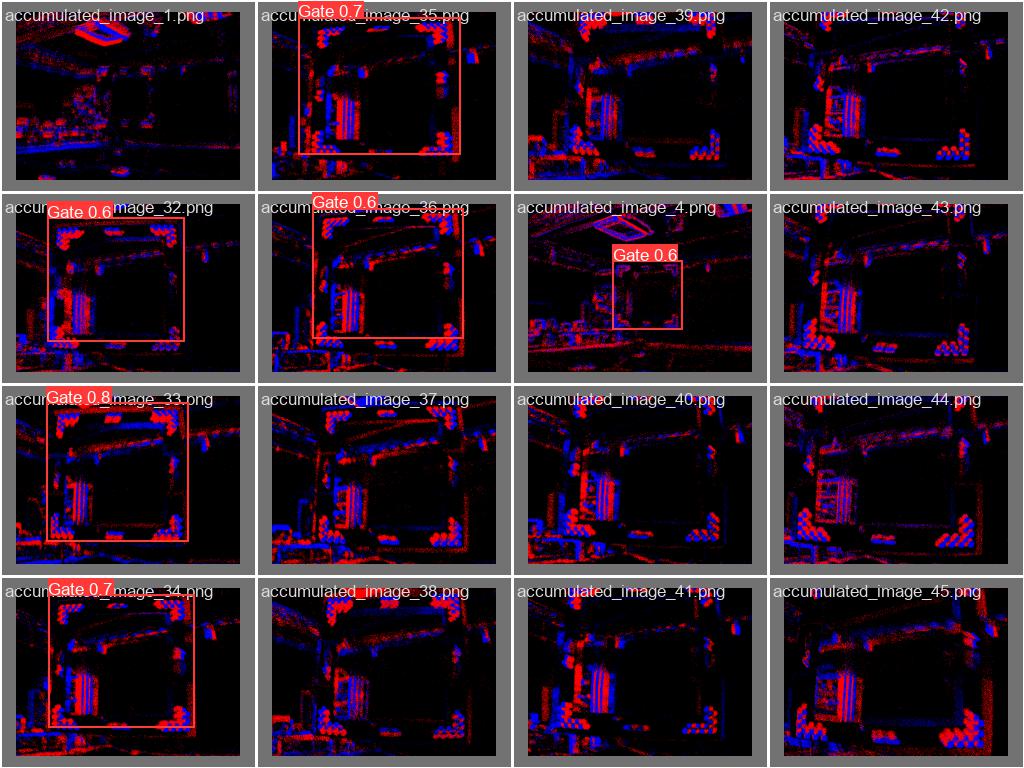 accumulated_image_1.png
Gate 0.7
accumulated_image_35.png
accumulated_image_39.png
accumulated_image_42.png
Gate 0.6
accumulated_image_32.png
Gate 0.6
accumulated_image_36.png
accumulated_image_4.png
Gate 0.6
accumulated_image_43.png
Gate 0.8
accumulated_image_33.png
accumulated_image_37.png
accumulated_image_40.png
accumulated_image_44.png
Gate 0.7
accumulated_image_34.png
accumulated_image_38.png
accumulated_image_41.png
accumulated_image_45.png